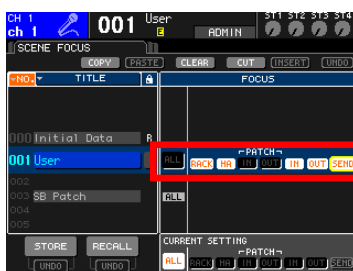 CH 1
ch 1
001
User
E
ADMIN
ST1 ST2 ST3 ST4
SCENE FOCUS
COPY PASTE CLEAR CUT INSERT UNDO
NO. TITLE FOCUS
000 Initial Data R
PATCH
001 User ALL RACK HA IN OUT IN OUT SEND
002
003 SB Patch ALL
004
005
STORE RECALL
UNDO UNDO
CURRENT SETTING
PATCH
ALL RACK HA IN OUT IN OUT SEND